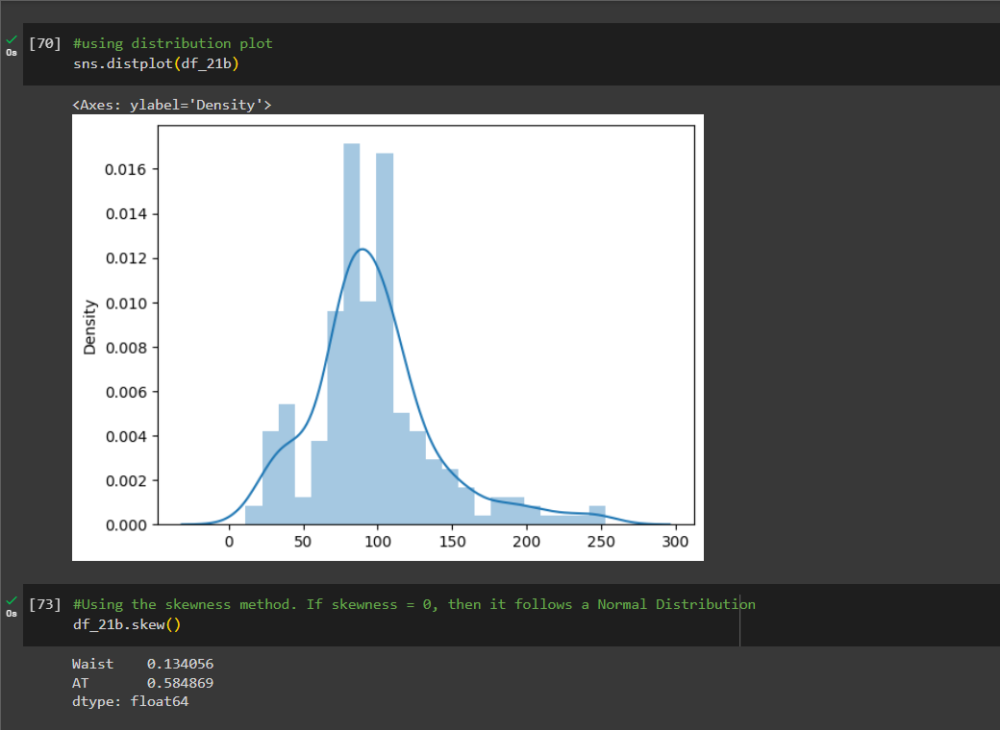 [70] #using distribution plot
0s
sns.distplot(df_21b)
<Axes: ylabel='Density'>
0.016
0.014
0.012
0.010
0.008
0.006
0.004
0.002
0.000
Density
0 50 100 150 200 250 300
[73] #Using the skewness method. If skewness = 0, then it follows a Normal Distribution
0s
df_21b.skew()
Waist 0.134056
AT 0.584869
dtype: float64